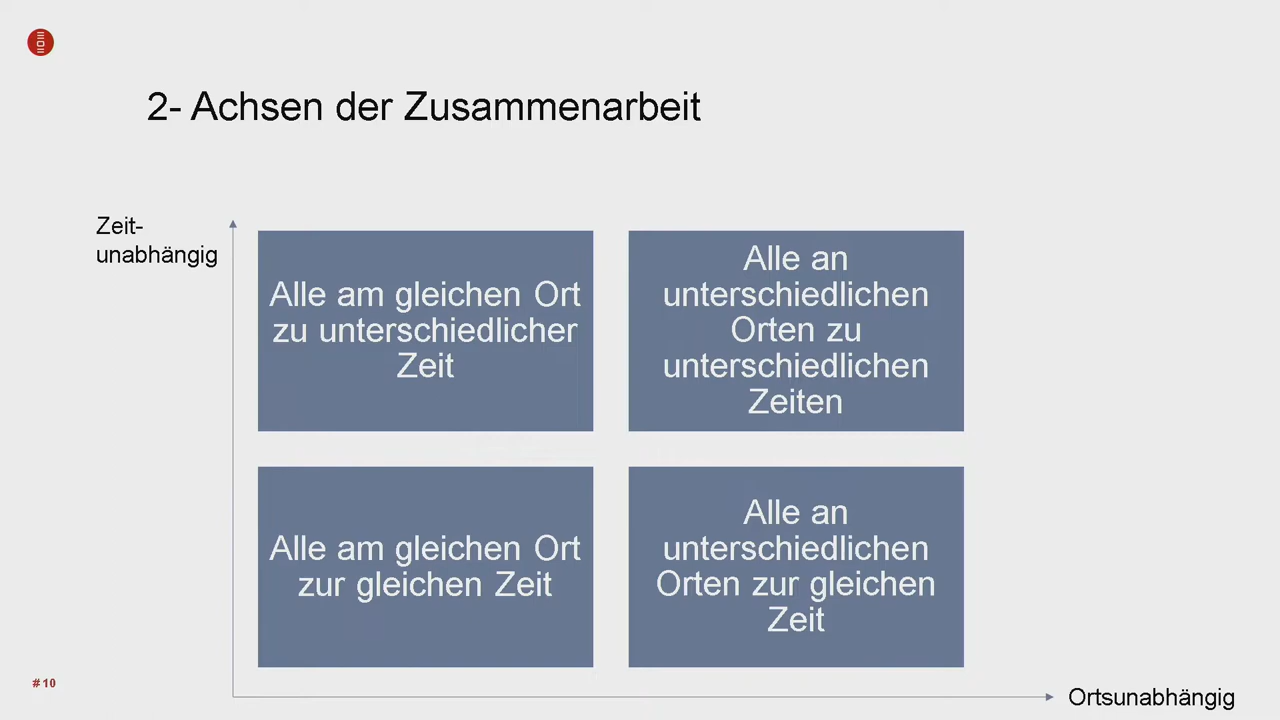 2- Achsen der Zusammenarbeit
Zeit-
unabhängig
Alle am gleichen Ort
zu unterschiedlicher
Zeit
Alle an
unterschiedlichen
Orten zu
unterschiedlichen
Zeiten
Alle am gleichen Ort
zur gleichen Zeit
Alle an
unterschiedlichen
Orten zur gleichen
Zeit
#10
Ortsunabhängig